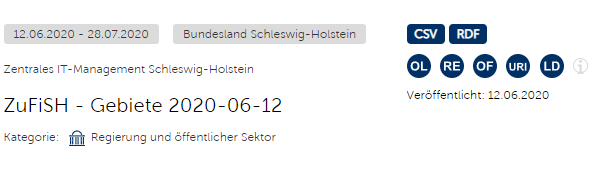 12.06.2020 - 28.07.2020 Bundesland Schleswig-Holstein CSV RDF
OL RE OF URI LD i
Zentrales IT-Management Schleswig-Holstein
Veröffentlicht: 12.06.2020
ZuFiSH - Gebiete 2020-06-12
Kategorie: Regierung und öffentlicher Sektor